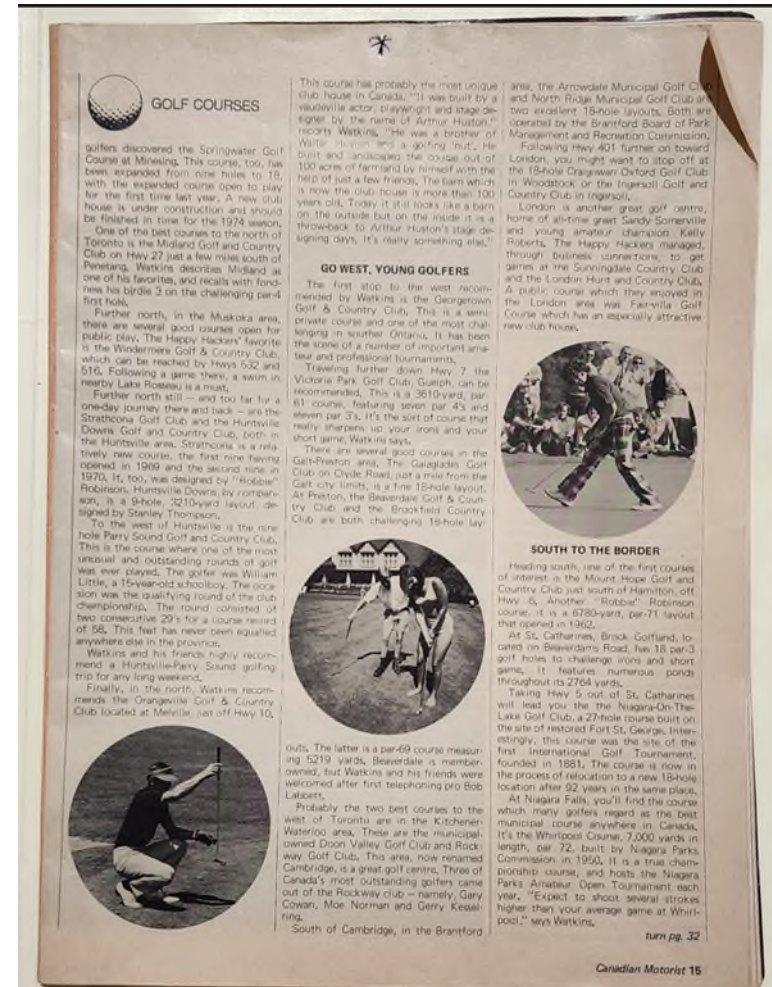 *
GOLF COURSES
golfers discovered the Springwater Golf
Course at Minesing. This course, too, has
been expanded from nine holes to 18,
with the expanded course open to play
for the first time last year. A new club
house is under construction and should
be finished in time for the 1974 season.
One of the best courses to the north of
Toronto is the Midland Golf and Country
Club on Hwy 27 just a few miles south of
Penetang. Watkins describes Midland as
one of his favorites, and recalls with fond-
ness his birdie 3 on the challenging par-4
first hole.
Further north, in the Muskoka area,
there are several good courses open for
public play. The Happy Hackers' favorite
is the Windermere Golf & Country Club,
which can be reached by Hwys 532 and
516. Following a game there, a swim in
nearby Lake Rosseau is a must.
Further north still — and too far for a
one-day journey there and back — are the
Strathcona Golf Club and the Huntsville
Downs Golf and Country Club, both in
the Huntsville area. Strathcona is a rela-
tively new course, the first nine having
opened in 1969 and the second nine in
1970. It, too, was designed by "Robbie"
Robinson. Huntsville Downs, by compari-
son, is a 9-hole, 3210-yard layout, de-
signed by Stanley Thompson.
To the west of Huntsville is the nine
hole Parry Sound Golf and Country Club.
This is the course where one of the most
unusual and outstanding rounds of golf
was ever played. The golfer was William
Little, a 15-year-old schoolboy. The occa-
sion was the qualifying round of the club
championship. The round consisted of
two consecutive 29's for a course record
of 58. This feat has never been equalled
anywhere else in the province.
Watkins and his friends highly recom-
mend a Huntsville-Parry Sound golfing
trip for any long weekend.
Finally, in the north, Watkins recom-
mends the Orangeville Golf & Country
Club located at Melville, just off Hwy 10.
This course has probably the most unique
club house in Canada. "It was built by a
vaudeville actor, playwright and stage de-
signer by the name of Arthur Huston,"
reports Watkins. "He was a brother of
Walter Huston and a golfing 'nut'. He
built and landscaped the course out of
100 acres of farmland by himself with the
help of just a few friends. The barn which
is now the club house is more than 100
years old. Today it still looks like a barn
on the outside but on the inside it is a
throw-back to Arthur Huston's stage de-
signing days. It's really something else."
GO WEST, YOUNG GOLFERS
The first stop to the west recom-
mended by Watkins is the Georgetown
Golf & Country Club. This is a semi-
private course and one of the most chal-
lenging in souther Ontario. It has been
the scene of a number of important ama-
teur and professional tournaments.
Traveling further down Hwy 7 the
Victoria Park Golf Club, Guelph, can be
recommended. This is a 3610-yard, par-
61 course, featuring seven par 4's and
eleven par 3's. It's the sort of course that
really sharpens up your irons and your
short game, Watkins says.
There are several good courses in the
Galt-Preston area. The Galaglades Golf
Club on Clyde Road, just a mile from the
Galt city limits, is a fine 18-hole layout.
At Preston, the Beaverdale Golf & Coun-
try Club and the Brookfield Country
Club are both challenging 18-hole lay-
outs. The latter is a par-69 course measur-
ing 5219 yards. Beaverdale is member-
owned, but Watkins and his friends were
welcomed after first telephoning pro Bob
Labbett.
Probably the two best courses to the
west of Toronto are in the Kitchener-
Waterloo area. These are the municipal-
owned Doon Valley Golf Club and Rock-
way Golf Club. This area, now renamed
Cambridge, is a great golf centre. Three of
Canada's most outstanding golfers came
out of the Rockway club — namely, Gary
Cowan, Moe Norman and Gerry Kessel-
ring.
South of Cambridge, in the Brantford
area, the Arrowdale Municipal Golf Club
and North Ridge Municipal Golf Club are
two excellent 18-hole layouts. Both are
operated by the Brantford Board of Park
Management and Recreation Commission.
Following Hwy 401 further on toward
London, you might want to stop off at
the 18-hole Craigowan Oxford Golf Club
in Woodstock or the Ingersoll Golf and
Country Club in Ingersoll.
London is another great golf centre,
home of all-time great Sandy Somerville
and young amateur champion Kelly
Roberts. The Happy Hackers managed,
through business connections, to get
games at the Sunningdale Country Club
and the London Hunt and Country Club.
A public course which they enjoyed in
the London area was Fair-villa Golf
Course which has an especially attractive
new club house.
SOUTH TO THE BORDER
Heading south, one of the first courses
of interest is the Mount Hope Golf and
Country Club just south of Hamilton, off
Hwy 6. Another "Robbie" Robinson
course, it is a 6780-yard, par-71 layout
that opened in 1962.
At St. Catharines, Brock Golfland, lo-
cated on Beaverdams Road, has 18 par-3
golf holes to challenge irons and short
game. It features numerous ponds
throughout its 2764 yards.
Taking Hwy 5 out of St. Catharines
will lead you the the Niagara-On-The-
Lake Golf Club, a 27-hole course built on
the site of restored Fort St. George. Inter-
estingly, this course was the site of the
first International Golf Tournament,
founded in 1881. The course is now in
the process of relocation to a new 18-hole
location after 92 years in the same place.
At Niagara Falls, you'll find the course
which many golfers regard as the best
municipal course anywhere in Canada.
It's the Whirlpool Course, 7,000 yards in
length, par 72, built by Niagara Parks
Commission in 1950. It is a true cham-
pionship course, and hosts the Niagara
Parks Amateur Open Tournament each
year. "Expect to shoot several strokes
higher than your average game at Whirl-
pool," says Watkins.
turn pg. 32
Canadian Motorist 15